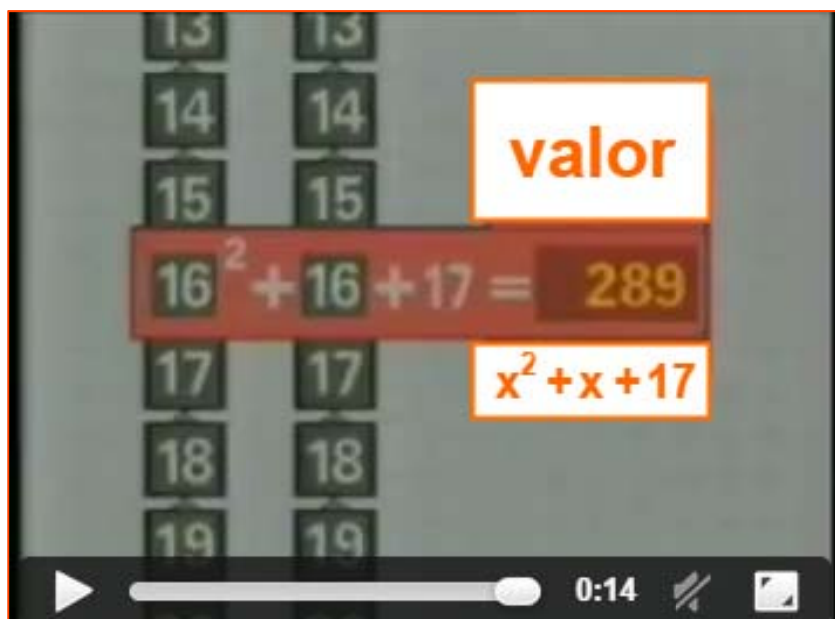 13 13
14 14
valor
15 15
16² + 16 + 17 = 289
17 17
x² + x + 17
18 18
19 19
0:14